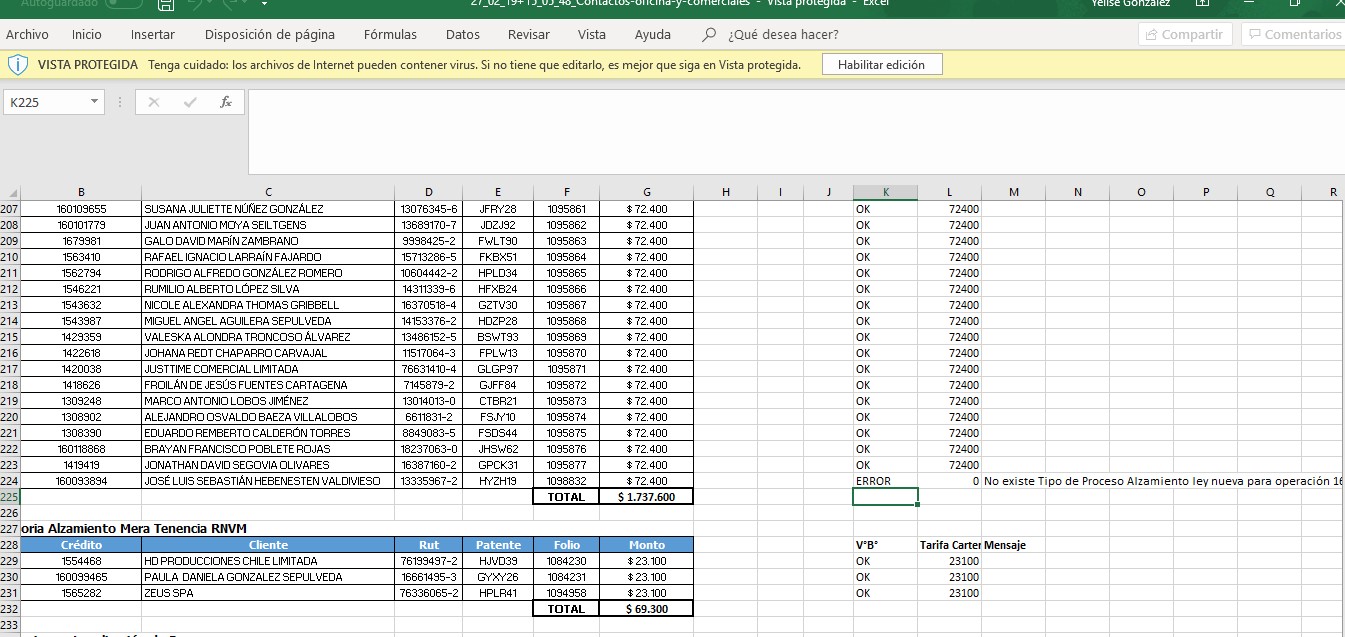 Autoguardado 27_02_19+15_05_48_Contactos-oficina-y-comerciales - Vista protegida - Excel Yelise González
Archivo Inicio Insertar Disposición de página Fórmulas Datos Revisar Vista Ayuda ¿Qué desea hacer? Compartir Comentarios
VISTA PROTEGIDA Tenga cuidado: los archivos de Internet pueden contener virus. Si no tiene que editarlo, es mejor que siga en Vista protegida. Habilitar edición
K225 fx
B C D E F G H I J K L M N O P Q R
207 160109655 SUSANA JULIETTE NÚÑEZ GONZÁLEZ 13076345-6 JFRY28 1095861 $ 72.400 OK 72400
208 160101779 JUAN ANTONIO MOYA SEILTGENS 13689170-7 JDZJ92 1095862 $ 72.400 OK 72400
209 1679981 GALO DAVID MARÍN ZAMBRANO 9998425-2 FWLT90 1095863 $ 72.400 OK 72400
210 1563410 RAFAEL IGNACIO LARRAÍN FAJARDO 15713286-5 FKBX51 1095864 $ 72.400 OK 72400
211 1562794 RODRIGO ALFREDO GONZÁLEZ ROMERO 10604442-2 HPLD34 1095865 $ 72.400 OK 72400
212 1546221 RUMILIO ALBERTO LÓPEZ SILVA 14311339-6 HFXB24 1095866 $ 72.400 OK 72400
213 1543632 NICOLE ALEXANDRA THOMAS GRIBBELL 16370518-4 GZTV30 1095867 $ 72.400 OK 72400
214 1543987 MIGUEL ANGEL AGUILERA SEPULVEDA 14153376-2 HDZP28 1095868 $ 72.400 OK 72400
215 1429359 VALESKA ALONDRA TRONCOSO ÁLVAREZ 13486152-5 BSWT93 1095869 $ 72.400 OK 72400
216 1422618 JOHANA REDT CHAPARRO CARVAJAL 11517064-3 FPLW13 1095870 $ 72.400 OK 72400
217 1420038 JUSTTIME COMERCIAL LIMITADA 76631410-4 GLGP97 1095871 $ 72.400 OK 72400
218 1418626 FROILÁN DE JESÚS FUENTES CARTAGENA 7145879-2 GJFF84 1095872 $ 72.400 OK 72400
219 1309248 MARCO ANTONIO LOBOS JIMÉNEZ 13014013-0 CTBR21 1095873 $ 72.400 OK 72400
220 1308902 ALEJANDRO OSVALDO BAEZA VILLALOBOS 6611831-2 FSJY10 1095874 $ 72.400 OK 72400
221 1308390 EDUARDO REMBERTO CALDERÓN TORRES 8849083-5 FSDS44 1095875 $ 72.400 OK 72400
222 160118868 BRAYAN FRANCISCO POBLETE ROJAS 18237063-0 JHSW62 1095876 $ 72.400 OK 72400
223 1419419 JONATHAN DAVID SEGOVIA OLIVARES 16387160-2 GPCK31 1095877 $ 72.400 OK 72400
224 160093894 JOSÉ LUIS SEBASTIÁN HEBENESTEN VALDIVIESO 13335967-2 HYZH19 1098832 $ 72.400 ERROR 0 No existe Tipo de Proceso Alzamiento ley nueva para operación 16
225 TOTAL $ 1.737.600
226
227 oria Alzamiento Mera Tenencia RNVM
228 Crédito Cliente Rut Patente Folio Monto V°B° Tarifa Carter Mensaje
229 1554468 HD PRODUCCIONES CHILE LIMITADA 76199497-2 HJVD39 1084230 $ 23.100 OK 23100
230 160099465 PAULA DANIELA GONZALEZ SEPULVEDA 16661495-3 GYXY26 1084231 $ 23.100 OK 23100
231 1565282 ZEUS SPA 76336065-2 HPLR41 1094958 $ 23.100 OK 23100
232 TOTAL $ 69.300
233